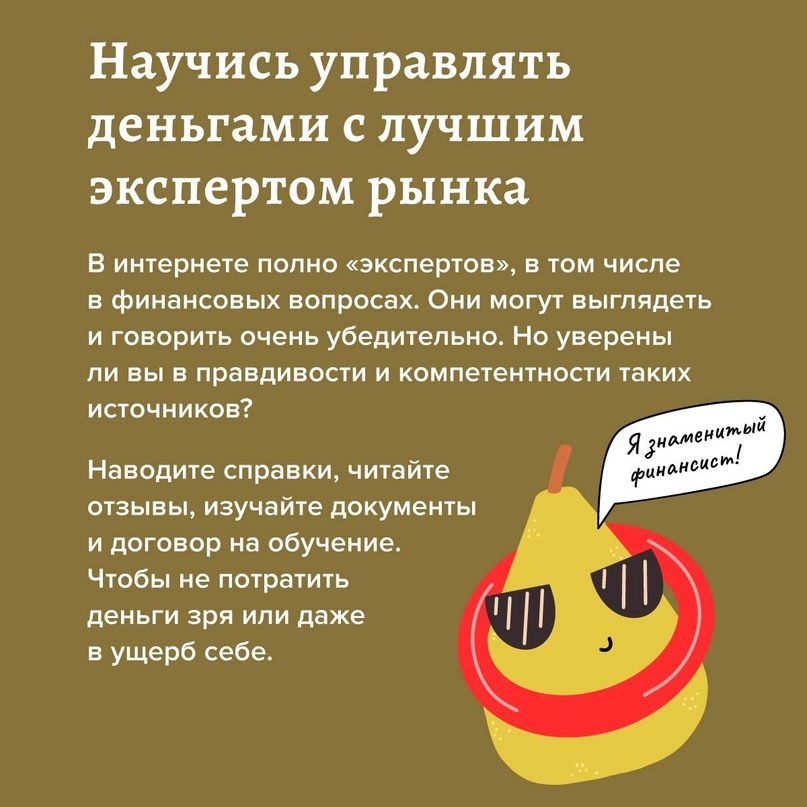 Научись управлять
деньгами с лучшим
экспертом рынка
В интернете полно «экспертов», в том числе
в финансовых вопросах. Они могут выглядеть
и говорить очень убедительно. Но уверены
ли вы в правдивости и компетентности таких
источников?
Наводите справки, читайте
отзывы, изучайте документы
и договор на обучение.
Чтобы не потратить
деньги зря или даже
в ущерб себе.
Я знаменитый
финансист!